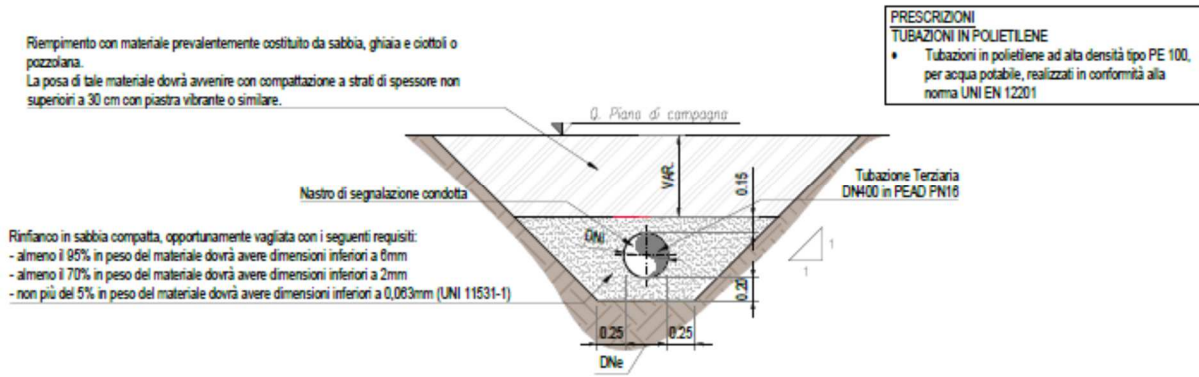 PRESCRIZIONI
TUBAZIONI IN POLIETILENE
• Tubazioni in polietilene ad alta densità tipo PE 100,
per acqua potabile, realizzati in conformità alla
norma UNI EN 12201
Riempimento con materiale prevalentemente costituito da sabbia, ghiaia e ciottoli o
pozzolana.
La posa di tale materiale dovrà avvenire con compattazione a strati di spessore non
superioiri a 30 cm con piastra vibrante o similare.
Q. Piano di campagna
VAR.
0.15
Tubazione Terziaria
DN400 in PEAD PN16
Nastro di segnalazione condotta
DNi
1
1
Rinfianco in sabbia compatta, opportunamente vagliata con i seguenti requisiti:
- almeno il 95% in peso del materiale dovrà avere dimensioni inferiori a 6mm
- almeno il 70% in peso del materiale dovrà avere dimensioni inferiori a 2mm
- non più del 5% in peso del materiale dovrà avere dimensioni inferiori a 0,063mm (UNI 11531-1)
0.20
0.25
0.25
DNe